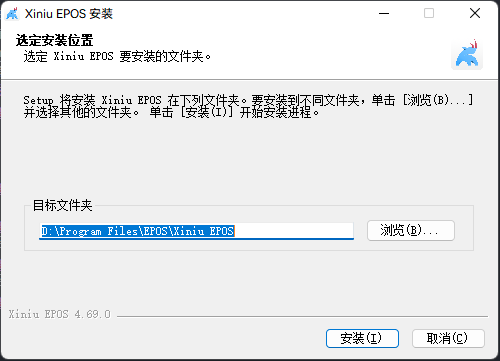 Xiniu EPOS 安装
选定安装位置
选定 Xiniu EPOS 要安装的文件夹。
Setup 将安装 Xiniu EPOS 在下列文件夹。要安装到不同文件夹，单击 [浏览(B)...]
并选择其他的文件夹。 单击 [安装(I)] 开始安装进程。
目标文件夹
D:\Program Files\EPOS\Xiniu EPOS
浏览(B)...
Xiniu EPOS 4.69.0
安装(I)
取消(C)